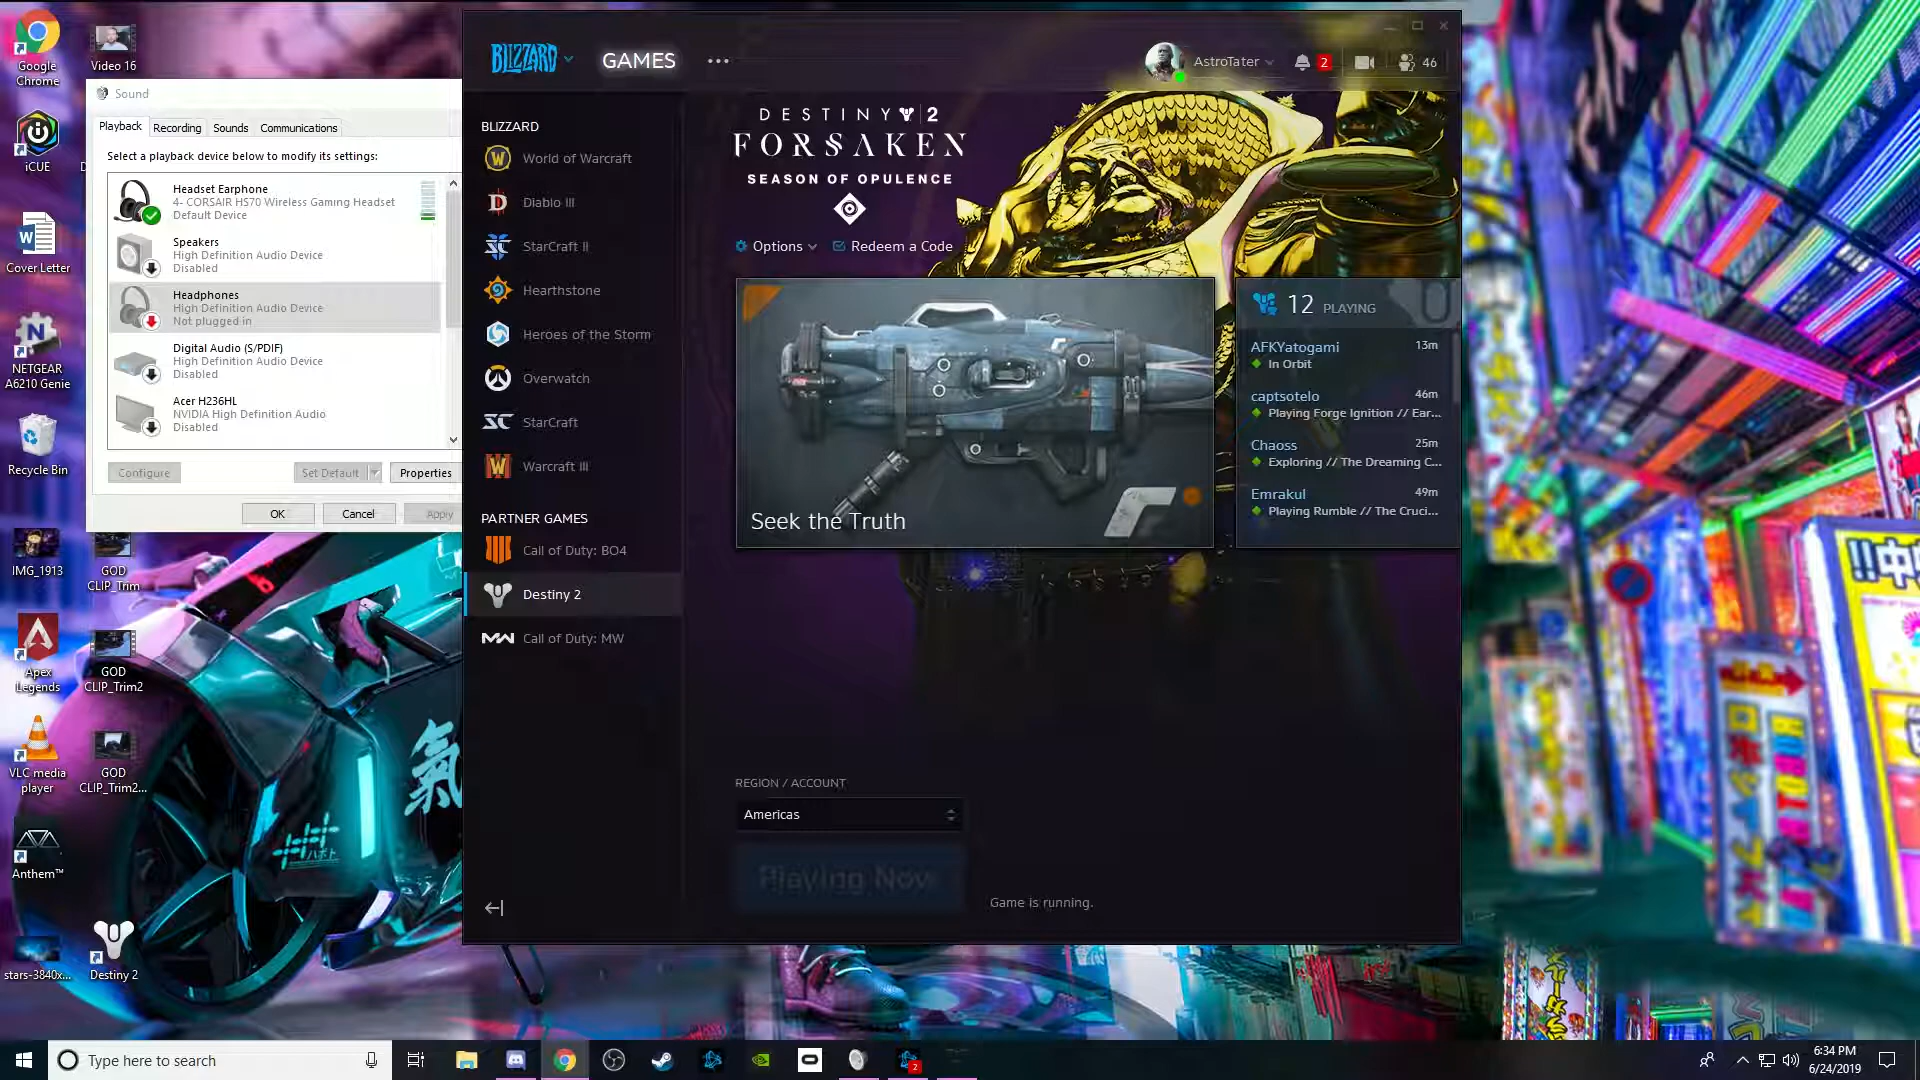 Google
Chrome
Video 16
iCUE
Cover Letter
NETGEAR
A6210 Genie
Recycle Bin
IMG_1913
GOD
CLIP_Trim
Apex
Legends
GOD
CLIP_Trim2
VLC media
player
GOD
CLIP_Trim2...
Anthem™
stars-3840x...
Destiny 2
Sound
Playback
Recording
Sounds
Communications
Select a playback device below to modify its settings:
Headset Earphone
4- CORSAIR HS70 Wireless Gaming Headset
Default Device
Speakers
High Definition Audio Device
Disabled
Headphones
High Definition Audio Device
Not plugged in
Digital Audio (S/PDIF)
High Definition Audio Device
Disabled
Acer H236HL
NVIDIA High Definition Audio
Disabled
Configure
Set Default
Properties
OK
Cancel
Apply
BLIZZARD
GAMES
AstroTater
2
46
BLIZZARD
World of Warcraft
Diablo III
StarCraft II
Hearthstone
Heroes of the Storm
Overwatch
StarCraft
Warcraft III
PARTNER GAMES
Call of Duty: BO4
Destiny 2
Call of Duty: MW
DESTINY 2
FORSAKEN
SEASON OF OPULENCE
Options
Redeem a Code
Seek the Truth
12 PLAYING
AFKYatogami
13m
In Orbit
captsotelo
46m
Playing Forge Ignition // Ear...
Chaoss
25m
Exploring // The Dreaming C...
Emrakul
49m
Playing Rumble // The Cruci...
REGION / ACCOUNT
Americas
Playing Now
Game is running.
氣
Type here to search
2
6:34 PM
6/24/2019